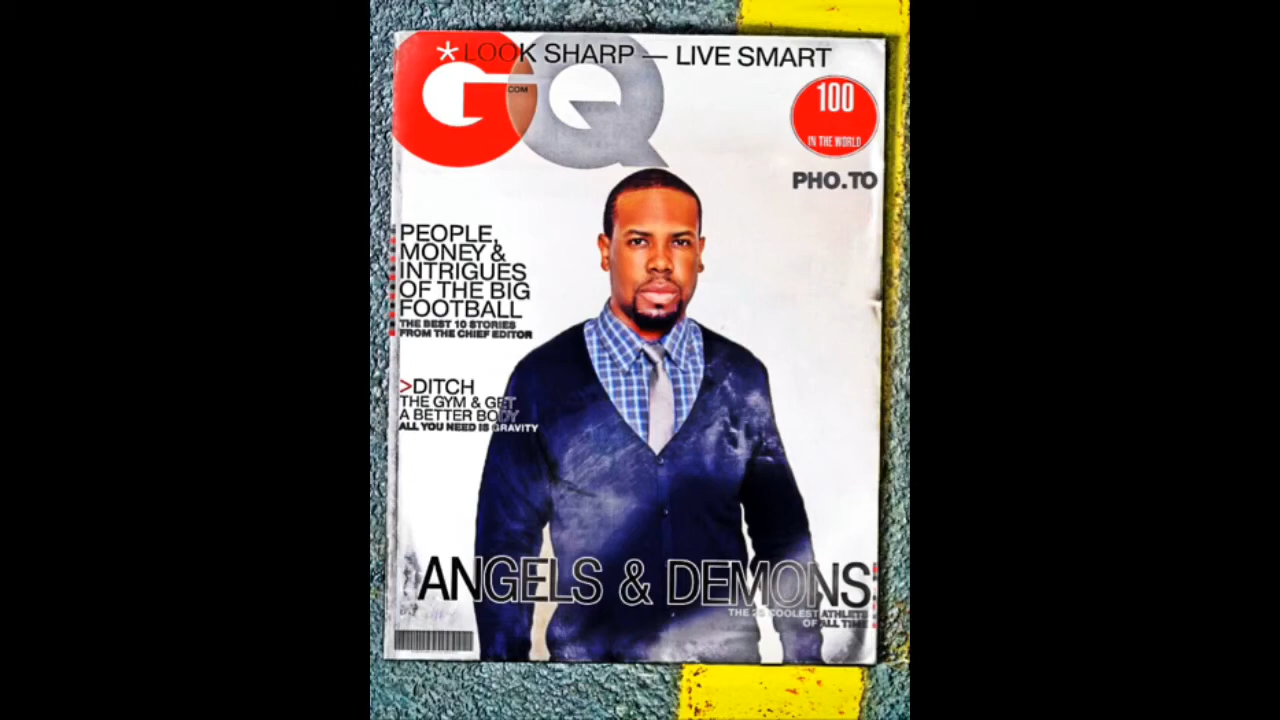 *LOOK SHARP — LIVE SMART
GQ
.COM
100
IN THE WORLD
PHO.TO
PEOPLE,
MONEY &
INTRIGUES
OF THE BIG
FOOTBALL
THE BEST 10 STORIES
FROM THE CHIEF EDITOR
>DITCH
THE GYM & GET
A BETTER BODY
ALL YOU NEED IS GRAVITY
ANGELS & DEMONS
THE 25 COOLEST ATHLETE
OF ALL TIME